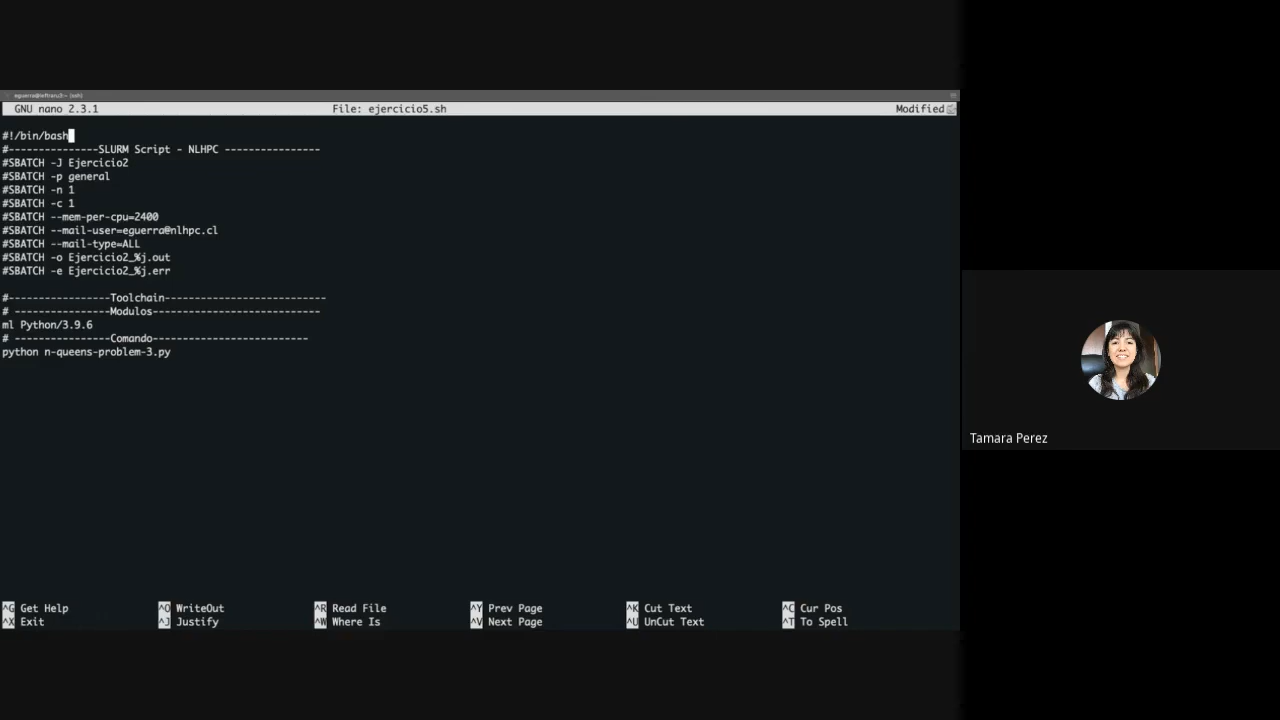 eguerra@leftraru3:~ (ssh)
GNU nano 2.3.1 File: ejercicio5.sh Modified
#!/bin/bash
#---------------SLURM Script - NLHPC ----------------
#SBATCH -J Ejercicio2
#SBATCH -p general
#SBATCH -n 1
#SBATCH -c 1
#SBATCH --mem-per-cpu=2400
#SBATCH --mail-user=eguerra@nlhpc.cl
#SBATCH --mail-type=ALL
#SBATCH -o Ejercicio2_%j.out
#SBATCH -e Ejercicio2_%j.err
#-----------------Toolchain---------------------------
# ----------------Modulos----------------------------
ml Python/3.9.6
# ----------------Comando--------------------------
python n-queens-problem-3.py
Tamara Perez
^G Get Help ^O WriteOut ^R Read File ^Y Prev Page ^K Cut Text ^C Cur Pos
^X Exit ^J Justify ^W Where Is ^V Next Page ^U UnCut Text ^T To Spell